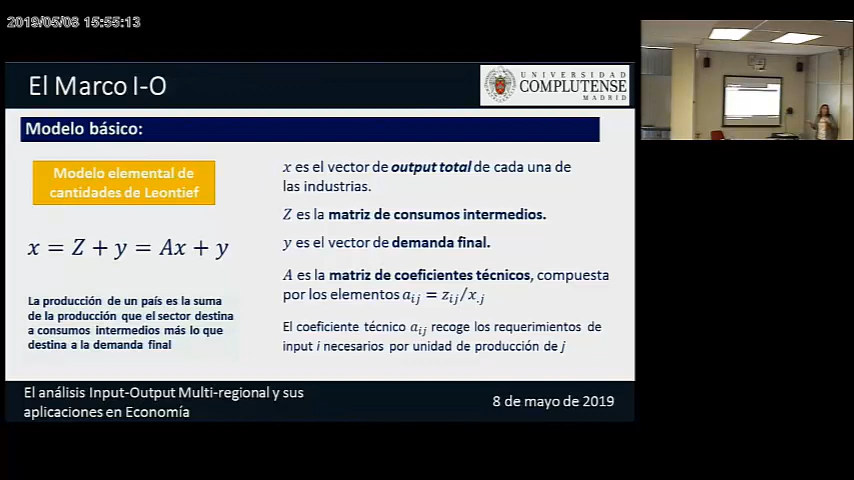 2019/05/08 15:55:13
El Marco I-O
UNIVERSIDAD
COMPLUTENSE
MADRID
Modelo básico:
Modelo elemental de
cantidades de Leontief
x = Z + y = Ax + y
La producción de un país es la suma
de la producción que el sector destina
a consumos intermedios más lo que
destina a la demanda final
x es el vector de output total de cada una de
las industrias.
Z es la matriz de consumos intermedios.
y es el vector de demanda final.
A es la matriz de coeficientes técnicos, compuesta
por los elementos aᵢⱼ = zᵢⱼ/x.ⱼ
El coeficiente técnico aᵢⱼ recoge los requerimientos de
input i necesarios por unidad de producción de j
El análisis Input-Output Multi-regional y sus
aplicaciones en Economía
8 de mayo de 2019